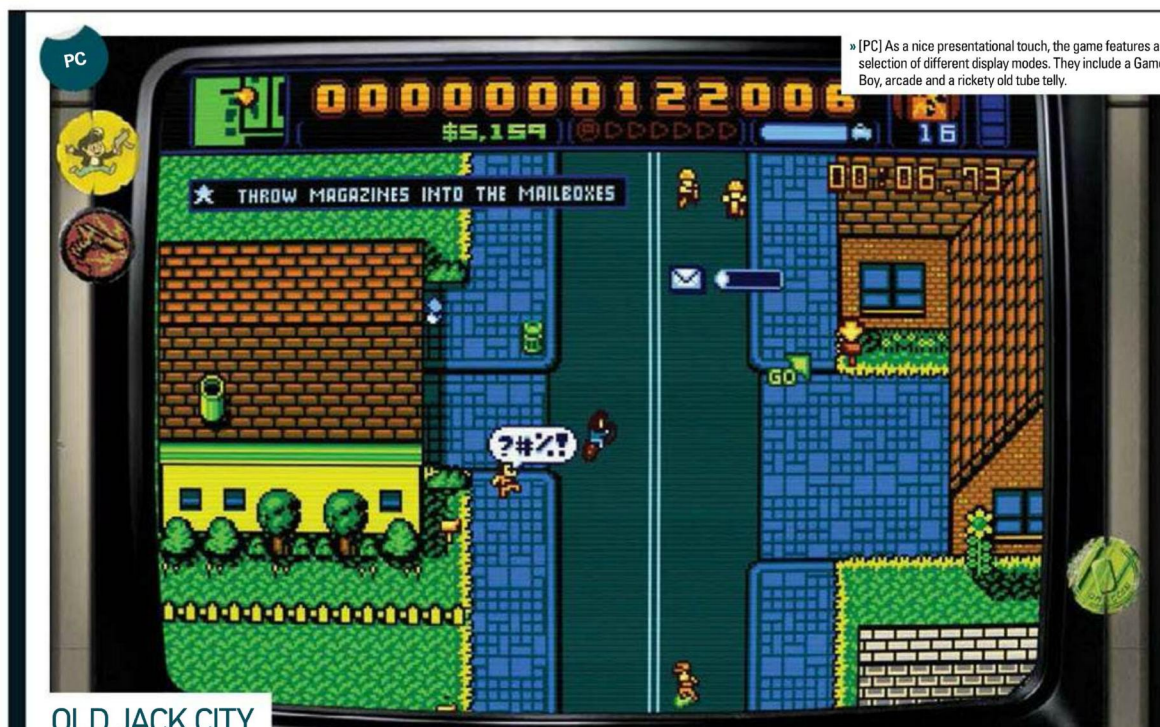 PC
» [PC] As a nice presentational touch, the game features a
selection of different display modes. They include a Game
Boy, arcade and a rickety old tube telly.
0000000122006
$5,159
16
★ THROW MAGAZINES INTO THE MAILBOXES
00:06.73
GO
?#%!
OLD JACK CITY